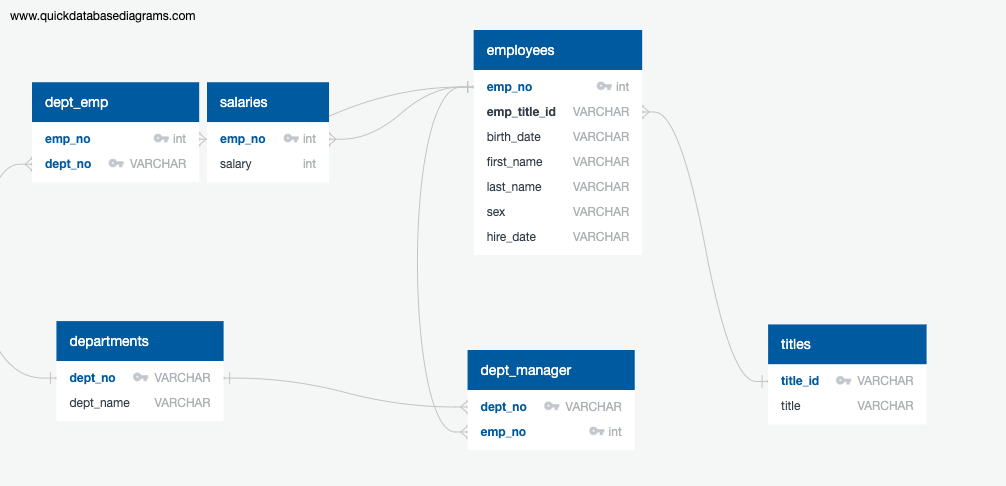 www.quickdatabasediagrams.com
dept_emp
emp_no int
dept_no VARCHAR
salaries
emp_no int
salary int
employees
emp_no int
emp_title_id VARCHAR
birth_date VARCHAR
first_name VARCHAR
last_name VARCHAR
sex VARCHAR
hire_date VARCHAR
departments
dept_no VARCHAR
dept_name VARCHAR
dept_manager
dept_no VARCHAR
emp_no int
titles
title_id VARCHAR
title VARCHAR